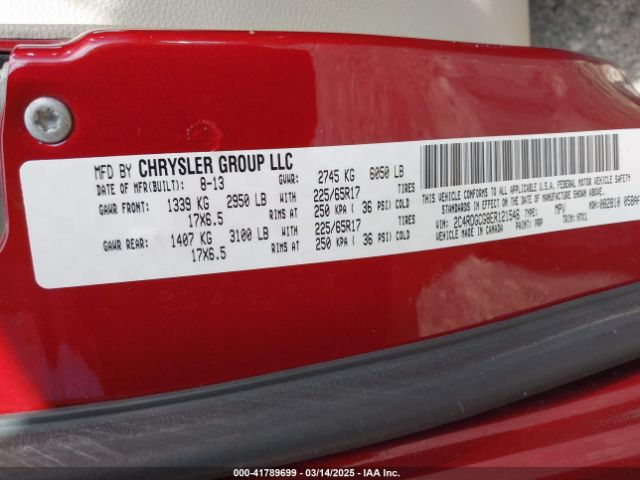 MFD BY CHRYSLER GROUP LLC
DATE OF MFR(BUILT): 8-13 GVWR: 2745 KG 6050 LB
GAWR FRONT: 1339 KG 2950 LB WITH 225/65R17 TIRES
17X6.5 RIMS AT 250 KPA ( 36 PSI) COLD
GAWR REAR: 1407 KG 3100 LB WITH 225/65R17 TIRES
17X6.5 RIMS AT 250 KPA ( 36 PSI) COLD
THIS VEHICLE CONFORMS TO ALL APPLICABLE U.S.A. FEDERAL MOTOR VEHICLE SAFETY
STANDARDS IN EFFECT ON THE DATE OF MANUFACTURE SHOWN ABOVE.
VIN: 2C4RDGCG8ER121546 TYPE: MPV MDH:
VEHICLE MADE IN CANADA PAINT: PRP TRIM:
000-41789699 | 03/14/2025 | IAA Inc.